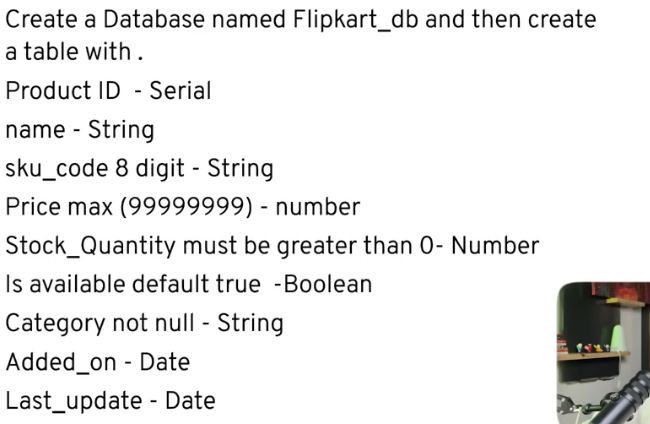 Create a Database named Flipkart_db and then create
a table with .
Product ID - Serial
name - String
sku_code 8 digit - String
Price max (99999999) - number
Stock_Quantity must be greater than 0- Number
Is available default true -Boolean
Category not null - String
Added_on - Date
Last_update - Date